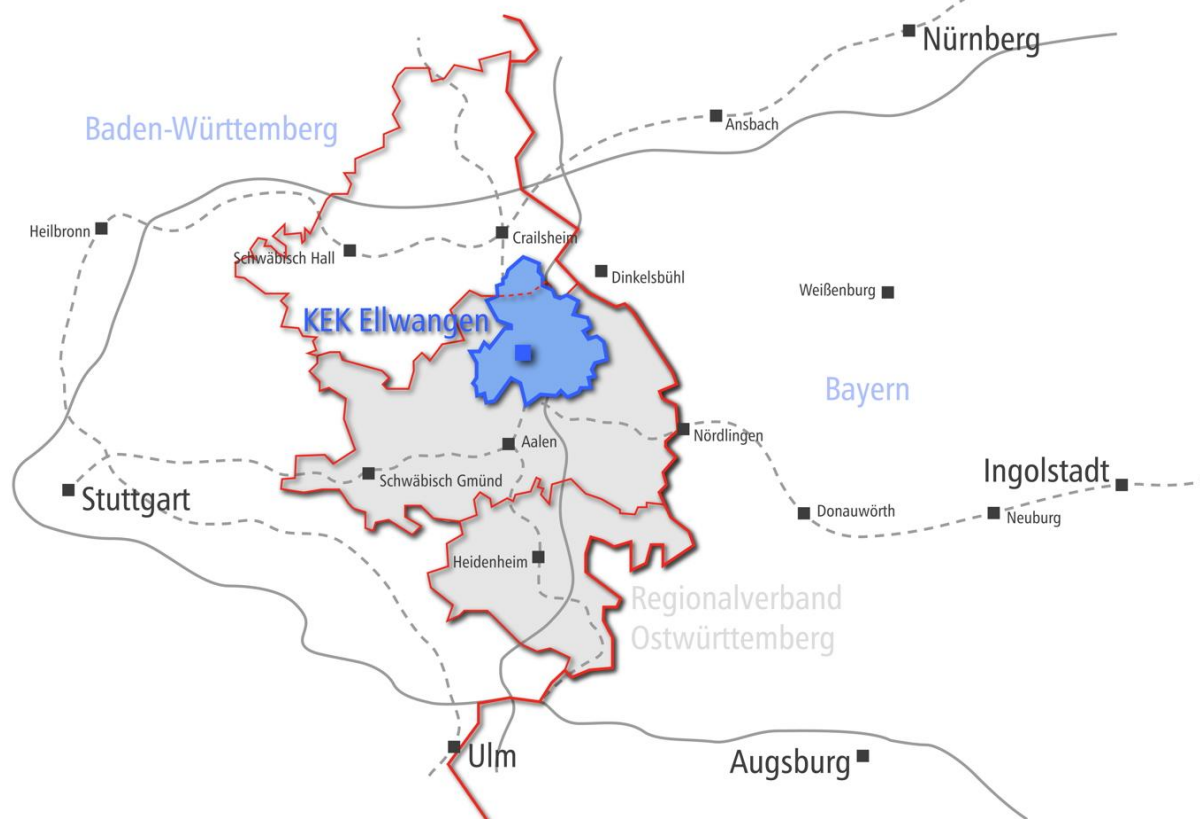 Nürnberg
Ansbach
Baden-Württemberg
Heilbronn
Crailsheim
Schwäbisch Hall
Dinkelsbühl
Weißenburg
KEK Ellwangen
Bayern
Nördlingen
Aalen
Schwäbisch Gmünd
Ingolstadt
Stuttgart
Donauwörth
Neuburg
Heidenheim
Regionalverband
Ostwürttemberg
Ulm
Augsburg